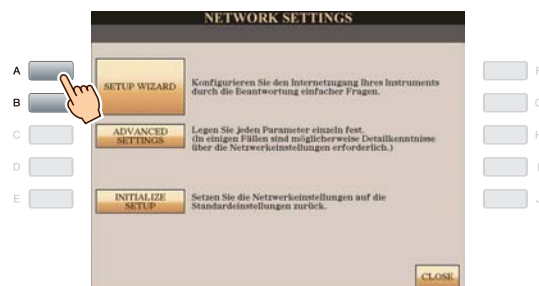 NETWORK SETTINGS
A
B
C
D
E
SETUP WIZARD
Konfigurieren Sie den Internetzugang Ihres Instruments
durch die Beantwortung einfacher Fragen.
ADVANCED
SETTINGS
Legen Sie jeden Parameter einzeln fest.
(In einigen Fällen sind möglicherweise Detailkenntnisse
über die Netzwerkeinstellungen erforderlich.)
INITIALIZE
SETUP
Setzen Sie die Netzwerkeinstellungen auf die
Standardeinstellungen zurück.
CLOSE